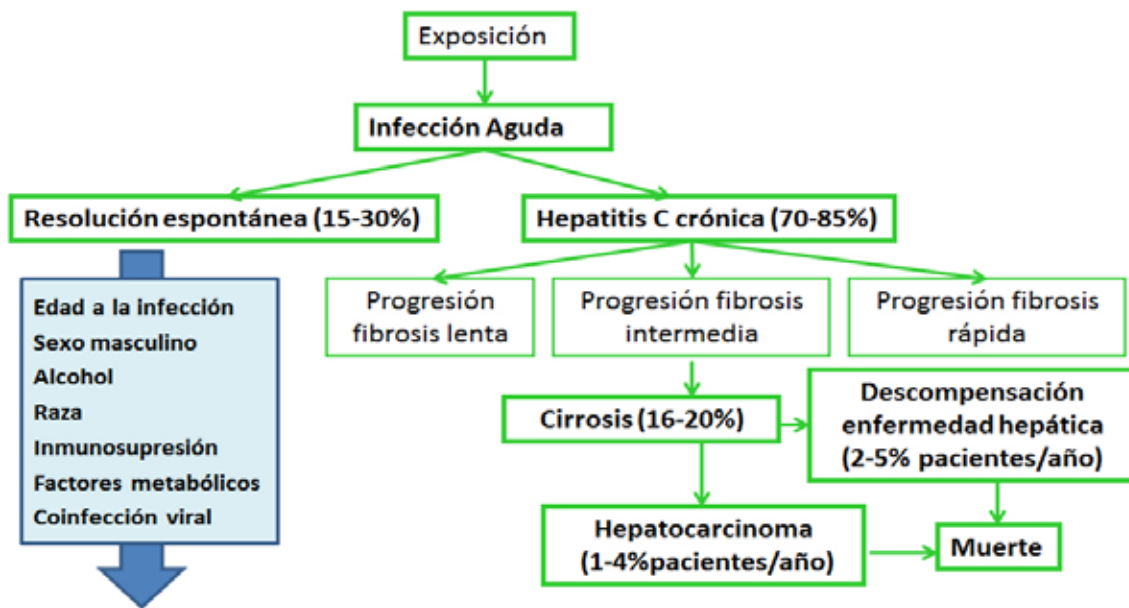 Exposición
Infección Aguda
Resolución espontánea (15-30%)
Hepatitis C crónica (70-85%)
Edad a la infección
Sexo masculino
Alcohol
Raza
Inmunosupresión
Factores metabólicos
Coinfección viral
Progresión
fibrosis lenta
Progresión fibrosis
intermedia
Progresión fibrosis
rápida
Cirrosis (16-20%)
Descompensación
enfermedad hepática
(2-5% pacientes/año)
Hepatocarcinoma
(1-4%pacientes/año)
Muerte